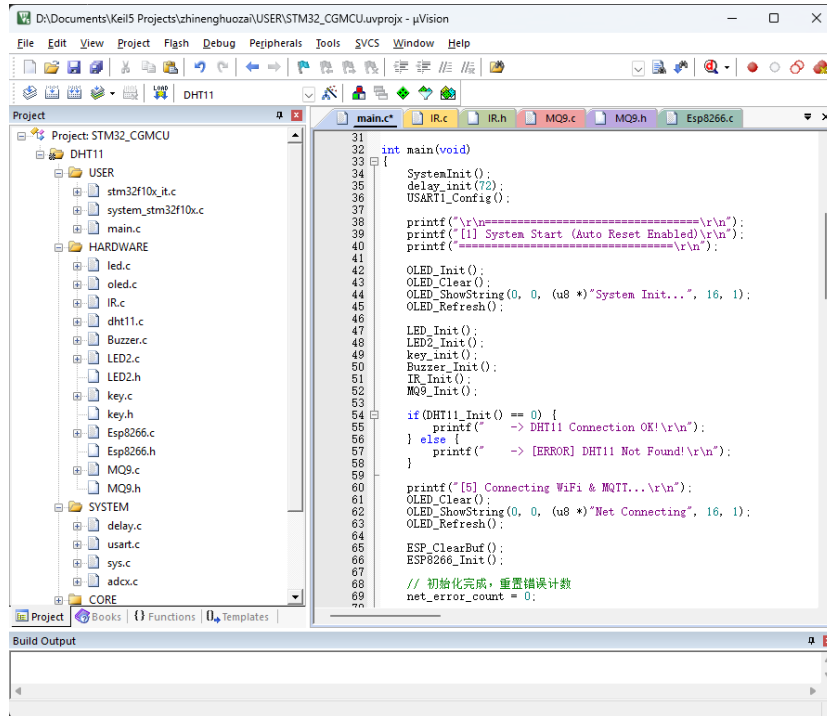 D:\Documents\Keil5 Projects\zhinenghuozai\USER\STM32_CGMCU.uvprojx - µVision
File Edit View Project Flash Debug Peripherals Tools SVCS Window Help
LOAD DHT11
Project
main.c* IR.c IR.h MQ9.c MQ9.h Esp8266.c
Project: STM32_CGMCU
DHT11
USER
stm32f10x_it.c
system_stm32f10x.c
main.c
HARDWARE
led.c
oled.c
IR.c
dht11.c
Buzzer.c
LED2.c
LED2.h
key.c
key.h
Esp8266.c
Esp8266.h
MQ9.c
MQ9.h
SYSTEM
delay.c
usart.c
sys.c
adcx.c
CORE
31
32 int main(void)
33 {
34 SystemInit();
35 delay_init(72);
36 USART1_Config();
37
38 printf("\r\n=================================\r\n");
39 printf("[1] System Start (Auto Reset Enabled)\r\n");
40 printf("=================================\r\n");
41
42 OLED_Init();
43 OLED_Clear();
44 OLED_ShowString(0, 0, (u8 *)"System Init...", 16, 1);
45 OLED_Refresh();
46
47 LED_Init();
48 LED2_Init();
49 key_init();
50 Buzzer_Init();
51 IR_Init();
52 MQ9_Init();
53
54 if(DHT11_Init() == 0) {
55 printf("    -> DHT11 Connection OK!\r\n");
56 } else {
57 printf("    -> [ERROR] DHT11 Not Found!\r\n");
58 }
59
60 printf("[5] Connecting WiFi & MQTT...\r\n");
61 OLED_Clear();
62 OLED_ShowString(0, 0, (u8 *)"Net Connecting", 16, 1);
63 OLED_Refresh();
64
65 ESP_ClearBuf();
66 ESP8266_Init();
67
68 // 初始化完成，重置错误计数
69 net_error_count = 0;
70
Project Books {} Functions 0 Templates
Build Output